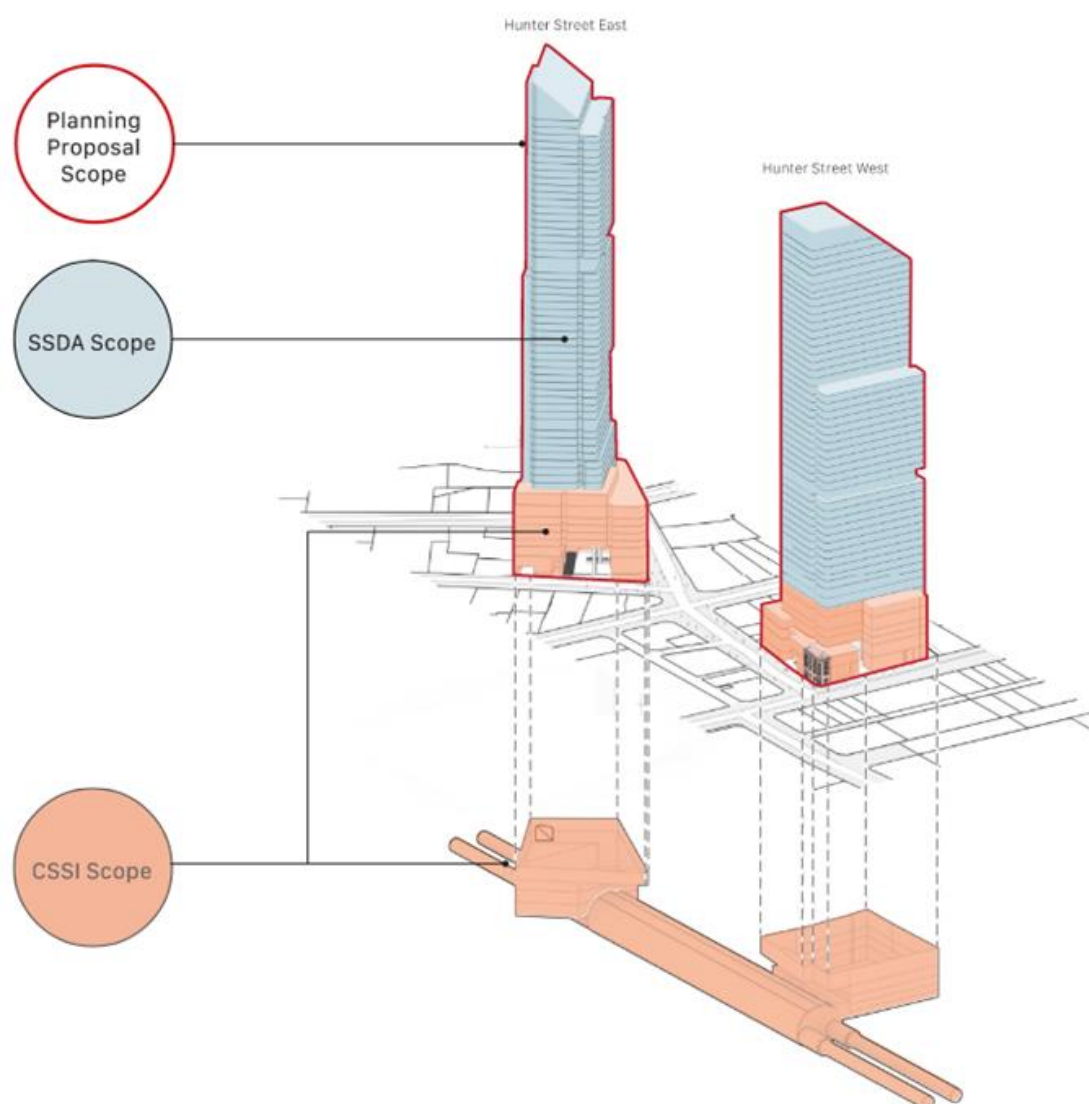 Hunter Street East
Planning
Proposal
Scope
Hunter Street West
SSDA Scope
CSSI Scope